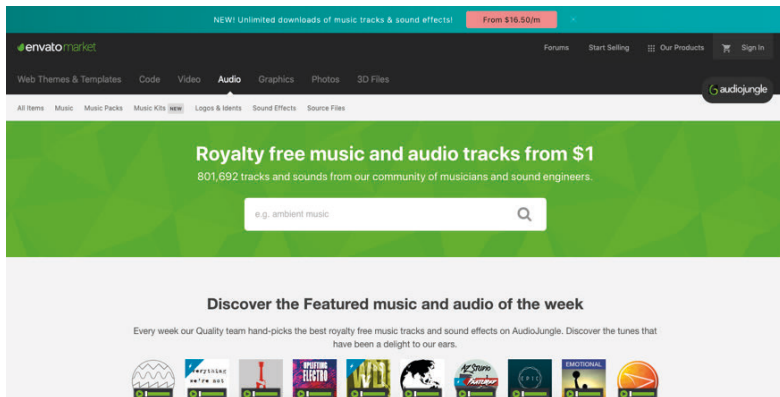 NEW! Unlimited downloads of music tracks & sound effects! From $16.50/m ×
envatomarket Forums Start Selling Our Products Sign In
Web Themes & Templates Code Video Audio Graphics Photos 3D Files
audiojungle
All Items Music Music Packs Music Kits NEW Logos & Idents Sound Effects Source Files
Royalty free music and audio tracks from $1
801,692 tracks and sounds from our community of musicians and sound engineers.
e.g. ambient music
Discover the Featured music and audio of the week
Every week our Quality team hand-picks the best royalty free music tracks and sound effects on AudioJungle. Discover the tunes that
have been a delight to our ears.
UPLIFTING
ELECTRO
we're not
AZ Studio
EPIC
EMOTIONAL